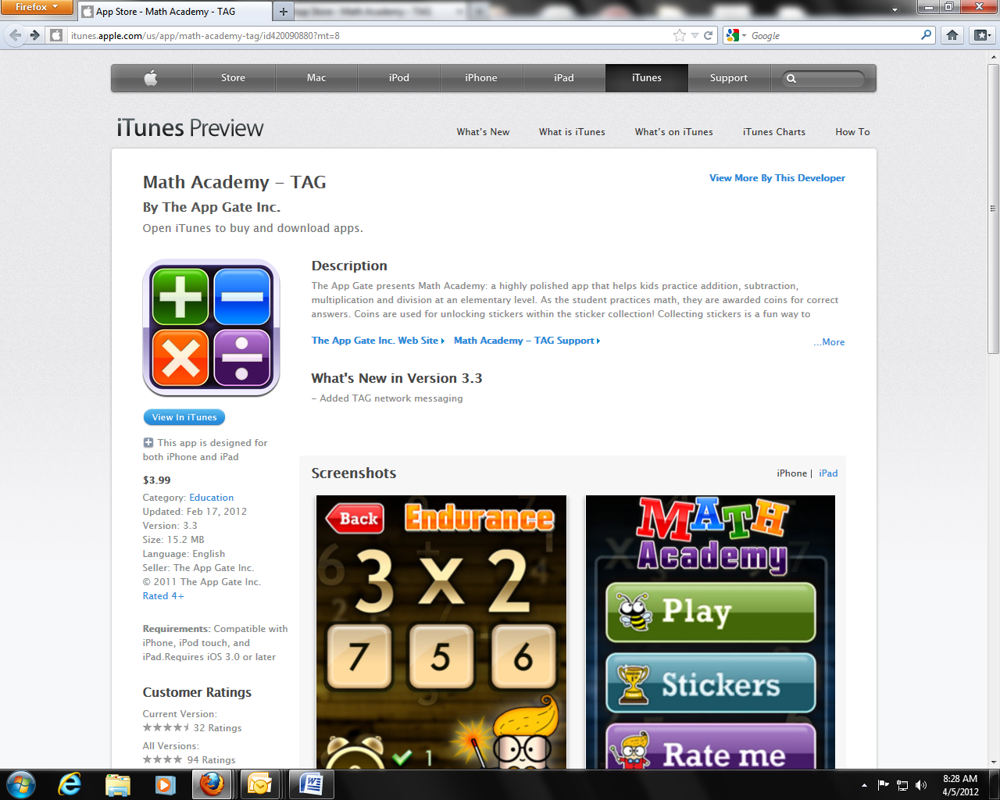 Firefox
App Store - Math Academy - TAG
itunes.apple.com/us/app/math-academy-tag/id420090880?mt=8
Google
Store
Mac
iPod
iPhone
iPad
iTunes
Support
iTunes Preview
What's New
What is iTunes
What's on iTunes
iTunes Charts
How To
Math Academy - TAG
View More By This Developer
By The App Gate Inc.
Open iTunes to buy and download apps.
Description
The App Gate presents Math Academy: a highly polished app that helps kids practice addition, subtraction,
multiplication and division at an elementary level. As the student practices math, they are awarded coins for correct
answers. Coins are used for unlocking stickers within the sticker collection! Collecting stickers is a fun way to
The App Gate Inc. Web Site
Math Academy - TAG Support
...More
What's New in Version 3.3
- Added TAG network messaging
View In iTunes
This app is designed for
both iPhone and iPad
$3.99
Category: Education
Updated: Feb 17, 2012
Version: 3.3
Size: 15.2 MB
Language: English
Seller: The App Gate Inc.
© 2011 The App Gate Inc.
Rated 4+
Requirements: Compatible with
iPhone, iPod touch, and
iPad.Requires iOS 3.0 or later
Customer Ratings
Current Version:
32 Ratings
All Versions:
94 Ratings
Screenshots
iPhone |
iPad
Back
Endurance
3 x 2
7
5
6
1
MATH
Academy
Play
Stickers
Rate me
8:28 AM
4/5/2012